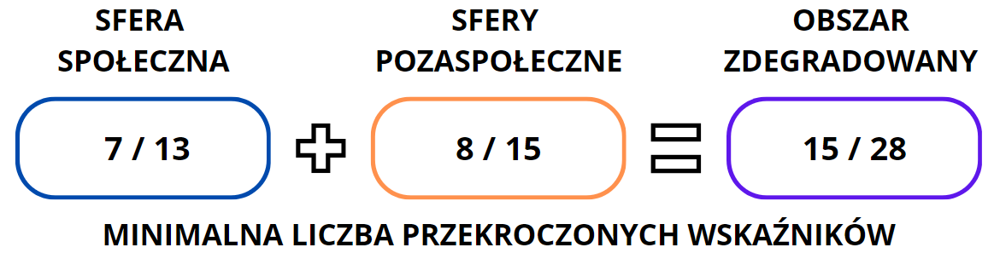 SFERA
SPOŁECZNA
SFERY
POZASPOŁECZNE
OBSZAR
ZDEGRADOWANY
7 / 13
8 / 15
15 / 28
MINIMALNA LICZBA PRZEKROCZONYCH WSKAŹNIKÓW